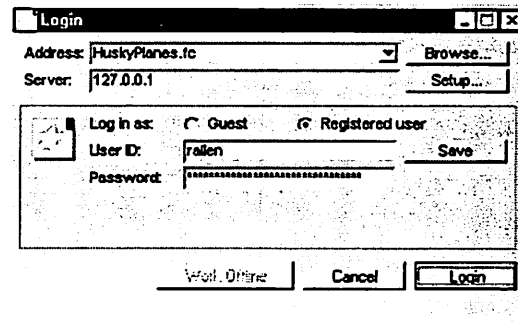 Login
Address: HuskyPlanes.fc Browse...
Server: 127.0.0.1 Setup...
Log in as: Guest Registered user
User ID: rallen Save
Password: ********************************
Work Offline Cancel Login